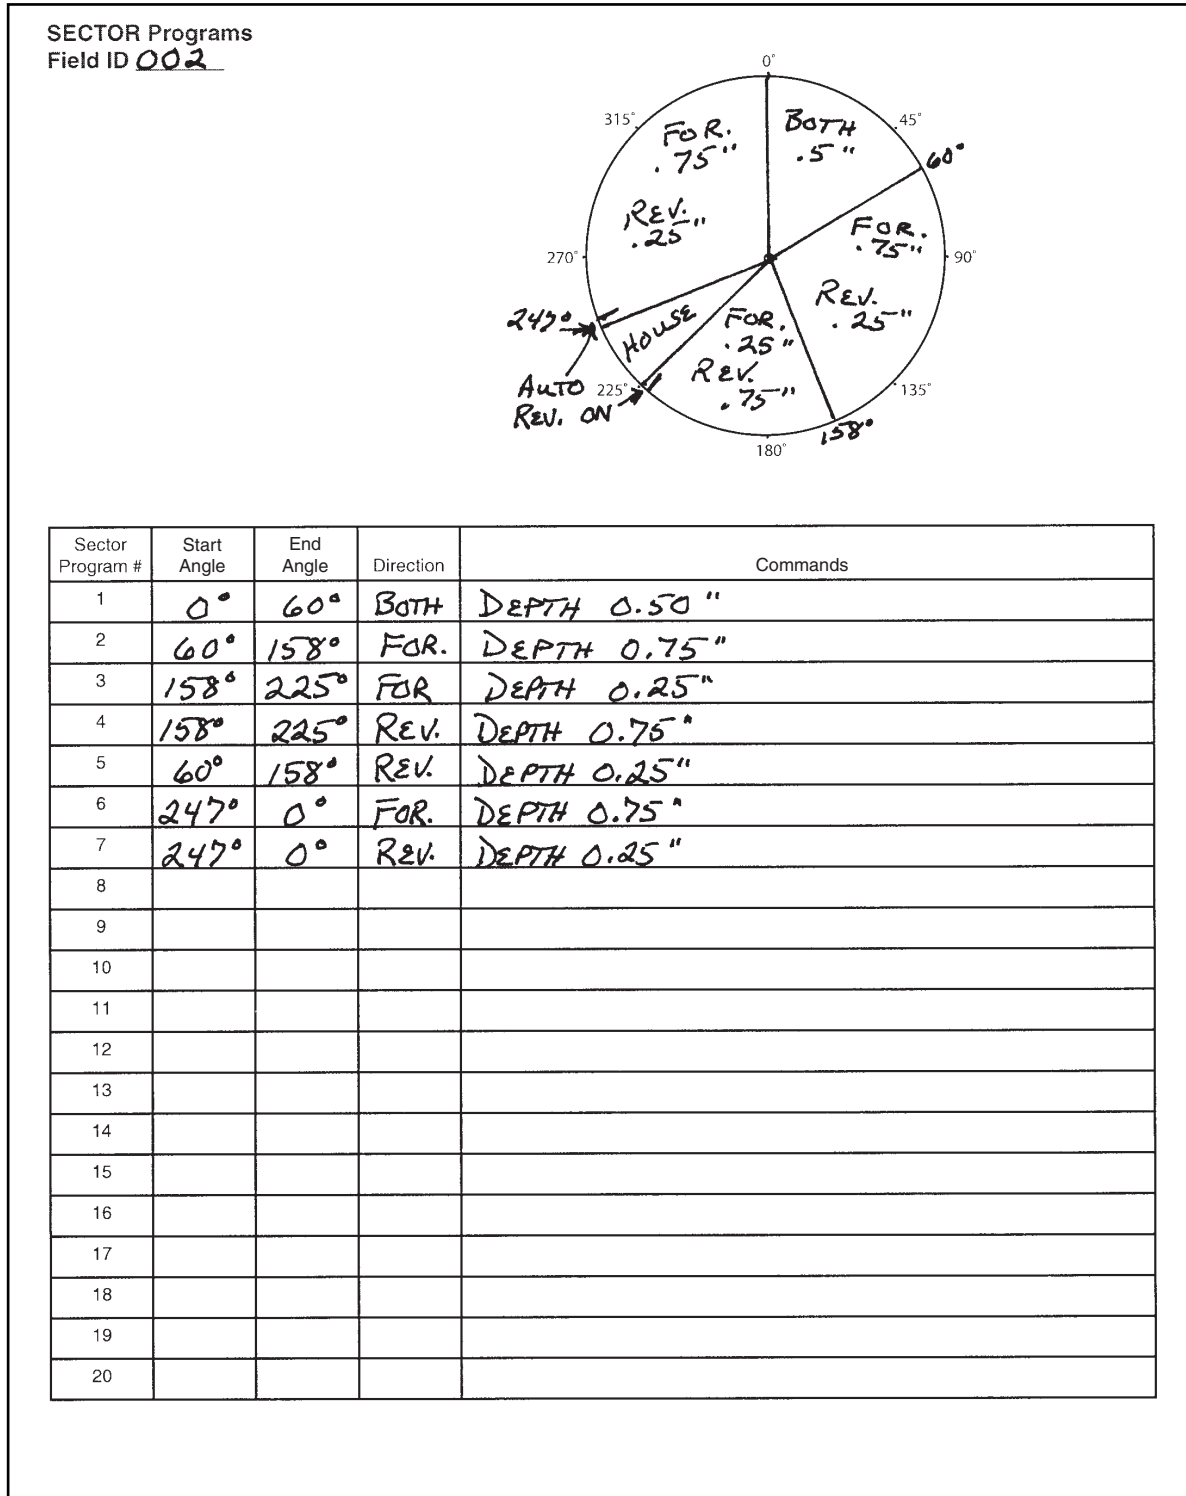 SECTOR Programs
Field ID 002
0°
315°
FOR.
.75"
BOTH
.5"
45°
60°
REV.
.25"
FOR.
.75"
270°
90°
REV.
.25"
247°
HOUSE
FOR.
.25"
REV.
.75"
AUTO
REV. ON
225°
135°
158°
180°
Sector Program # Start Angle End Angle Direction Commands
1 0° 60° BOTH DEPTH 0.50"
2 60° 158° FOR. DEPTH 0.75"
3 158° 225° FOR DEPTH 0.25"
4 158° 225° REV. DEPTH 0.75"
5 60° 158° REV. DEPTH 0.25"
6 247° 0° FOR. DEPTH 0.75"
7 247° 0° REV. DEPTH 0.25"
8
9
10
11
12
13
14
15
16
17
18
19
20